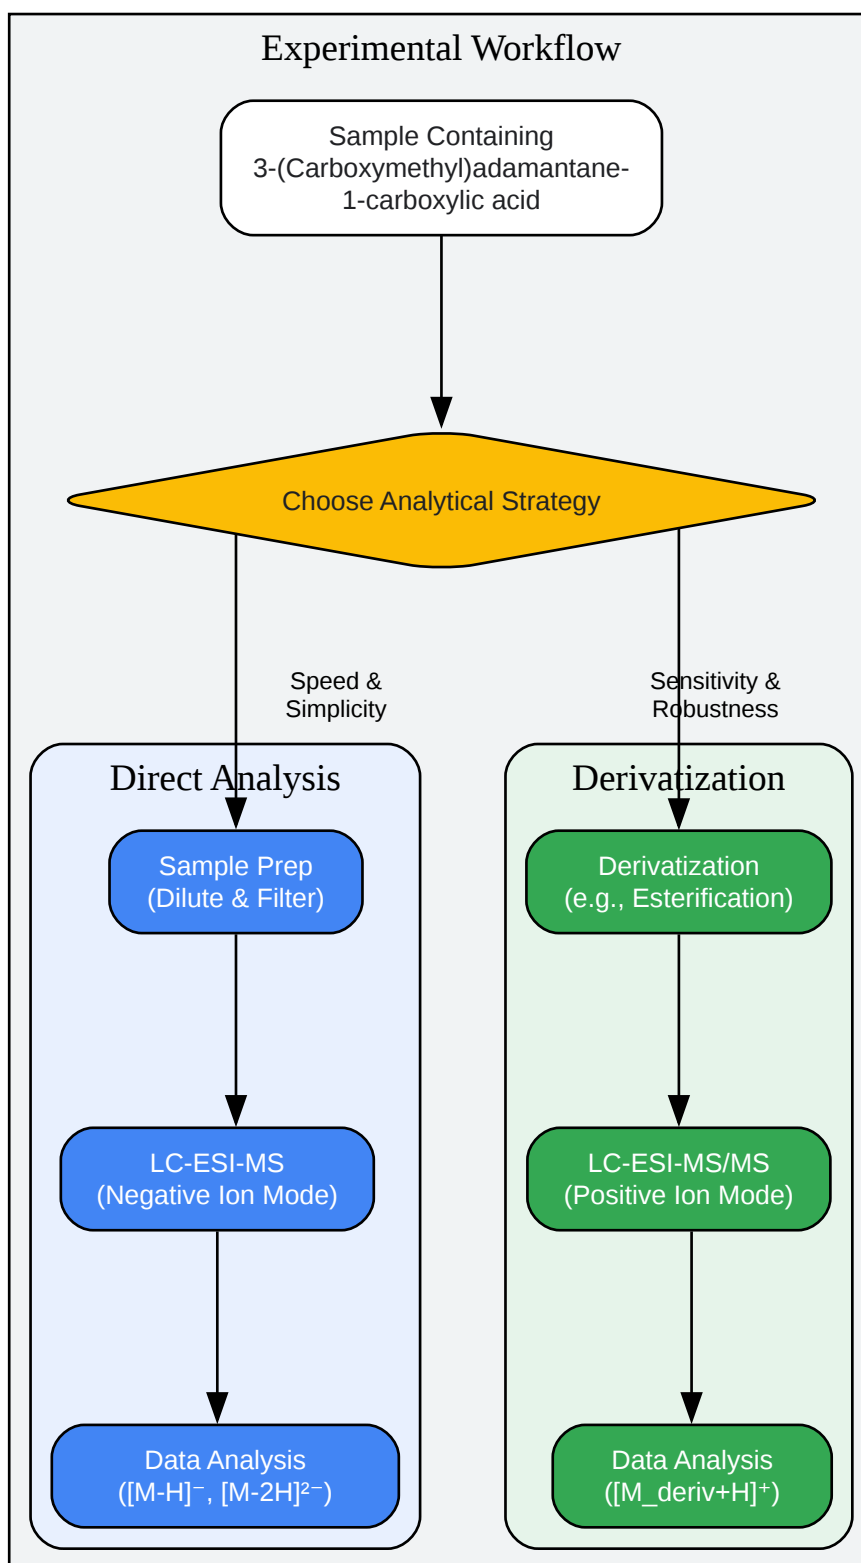 Experimental Workflow
Sample Containing
3-(Carboxymethyl)adamantane-
1-carboxylic acid
Choose Analytical Strategy
Speed &
Simplicity
Sensitivity &
Robustness
Direct Analysis
Sample Prep
(Dilute & Filter)
LC-ESI-MS
(Negative Ion Mode)
Data Analysis
([M-H]⁻, [M-2H]²⁻)
Derivatization
Derivatization
(e.g., Esterification)
LC-ESI-MS/MS
(Positive Ion Mode)
Data Analysis
([M_deriv+H]⁺)